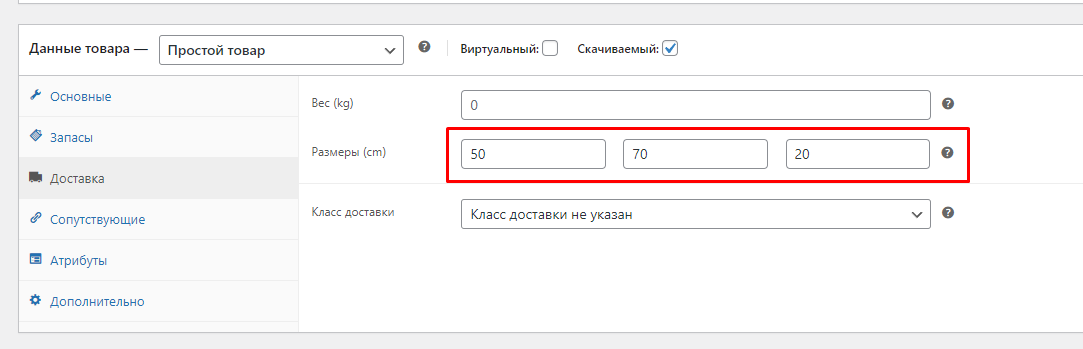 Данные товара — Простой товар ? Виртуальный: Скачиваемый:
Основные
Запасы
Доставка
Сопутствующие
Атрибуты
Дополнительно
Вес (kg) 0 ?
Размеры (cm) 50 70 20 ?
Класс доставки Класс доставки не указан ?